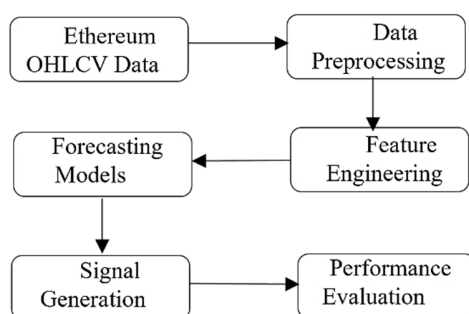 Ethereum
OHLCV Data
Data
Preprocessing
Feature
Engineering
Forecasting
Models
Signal
Generation
Performance
Evaluation